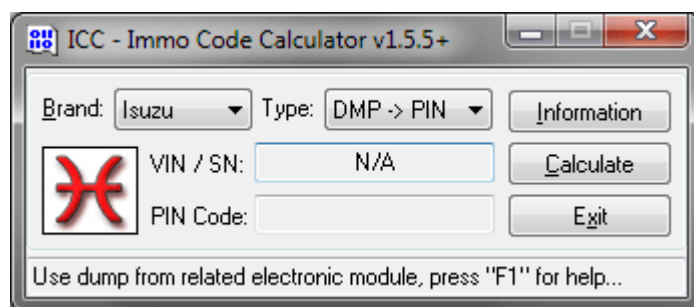 ICC - Immo Code Calculator v1.5.5+
Brand: Isuzu Type: DMP -> PIN Information
VIN / SN: N/A Calculate
PIN Code: Exit
Use dump from related electronic module, press "F1" for help...